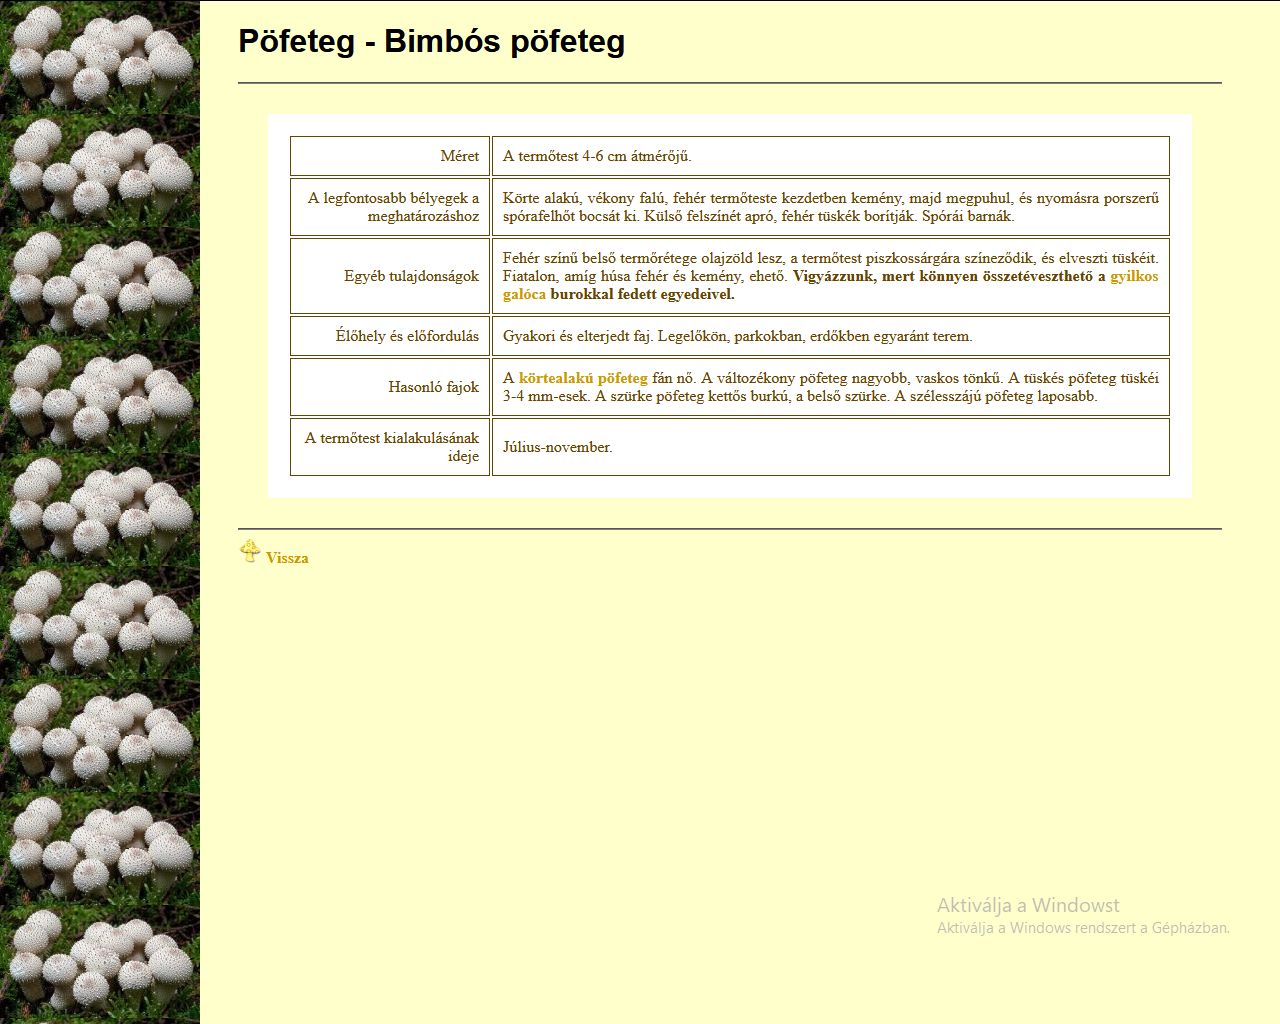 Pöfeteg - Bimbós pöfeteg
Méret
A termőtest 4-6 cm átmérőjű.
A legfontosabb bélyegek a
meghatározáshoz
Körte alakú, vékony falú, fehér termőteste kezdetben kemény, majd megpuhul, és nyomásra porszerű
spórafelhőt bocsát ki. Külső felszínét apró, fehér tüskék borítják. Spórái barnák.
Egyéb tulajdonságok
Fehér színű belső termőrétege olajzöld lesz, a termőtest piszkossárgára színeződik, és elveszti tüskéit.
Fiatalon, amíg húsa fehér és kemény, ehető. Vigyázzunk, mert könnyen összetéveszthető a gyilkos
galóca burokkal fedett egyedeivel.
Élőhely és előfordulás
Gyakori és elterjedt faj. Legelőkön, parkokban, erdőkben egyaránt terem.
Hasonló fajok
A körtealakú pöfeteg fán nő. A változékony pöfeteg nagyobb, vaskos tönkű. A tüskés pöfeteg tüskéi
3-4 mm-esek. A szürke pöfeteg kettős burkú, a belső szürke. A szélesszájú pöfeteg laposabb.
A termőtest kialakulásának
ideje
Július-november.
Vissza
Aktiválja a Windowst
Aktiválja a Windows rendszert a Gépházban.